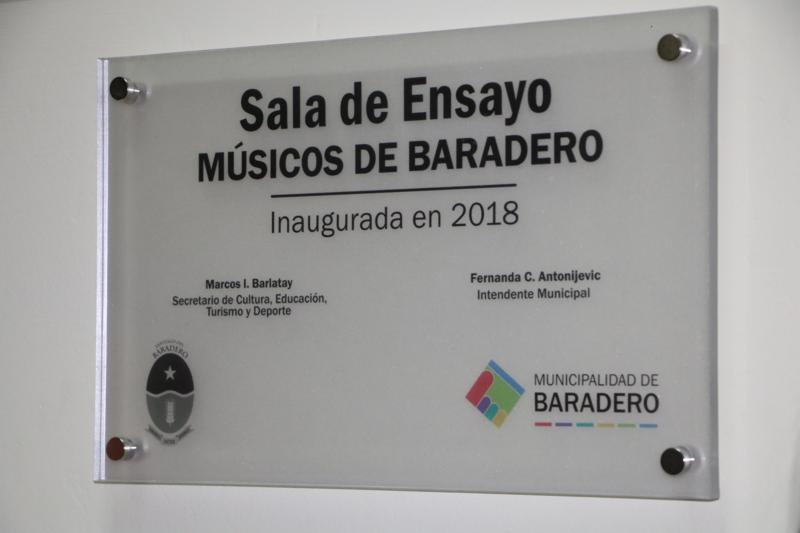 Sala de Ensayo
MÚSICOS DE BARADERO
Inaugurada en 2018
Marcos I. Barlatay
Secretario de Cultura, Educación,
Turismo y Deporte
Fernanda C. Antonijevic
Intendente Municipal
BARADERO
MUNICIPALIDAD DE
BARADERO